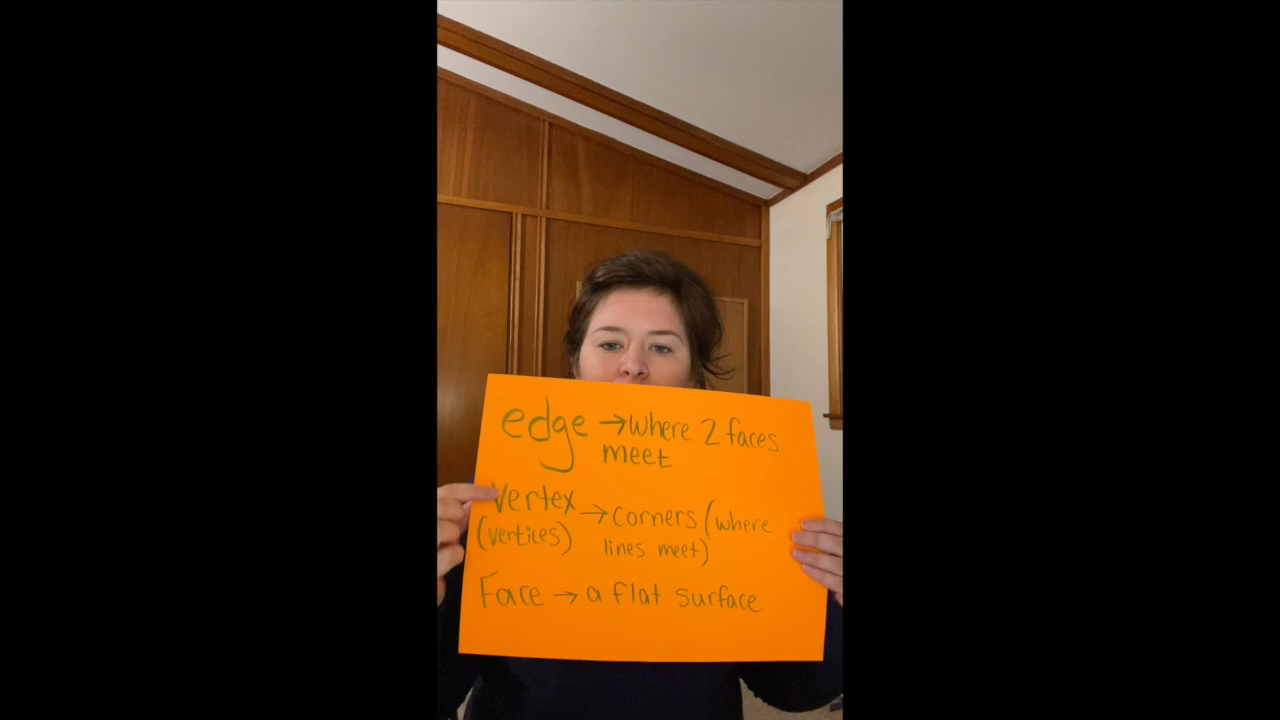 edge → where 2 faces
meet
Vertex → corners (where
(vertices) lines meet)
Face → a flat surface